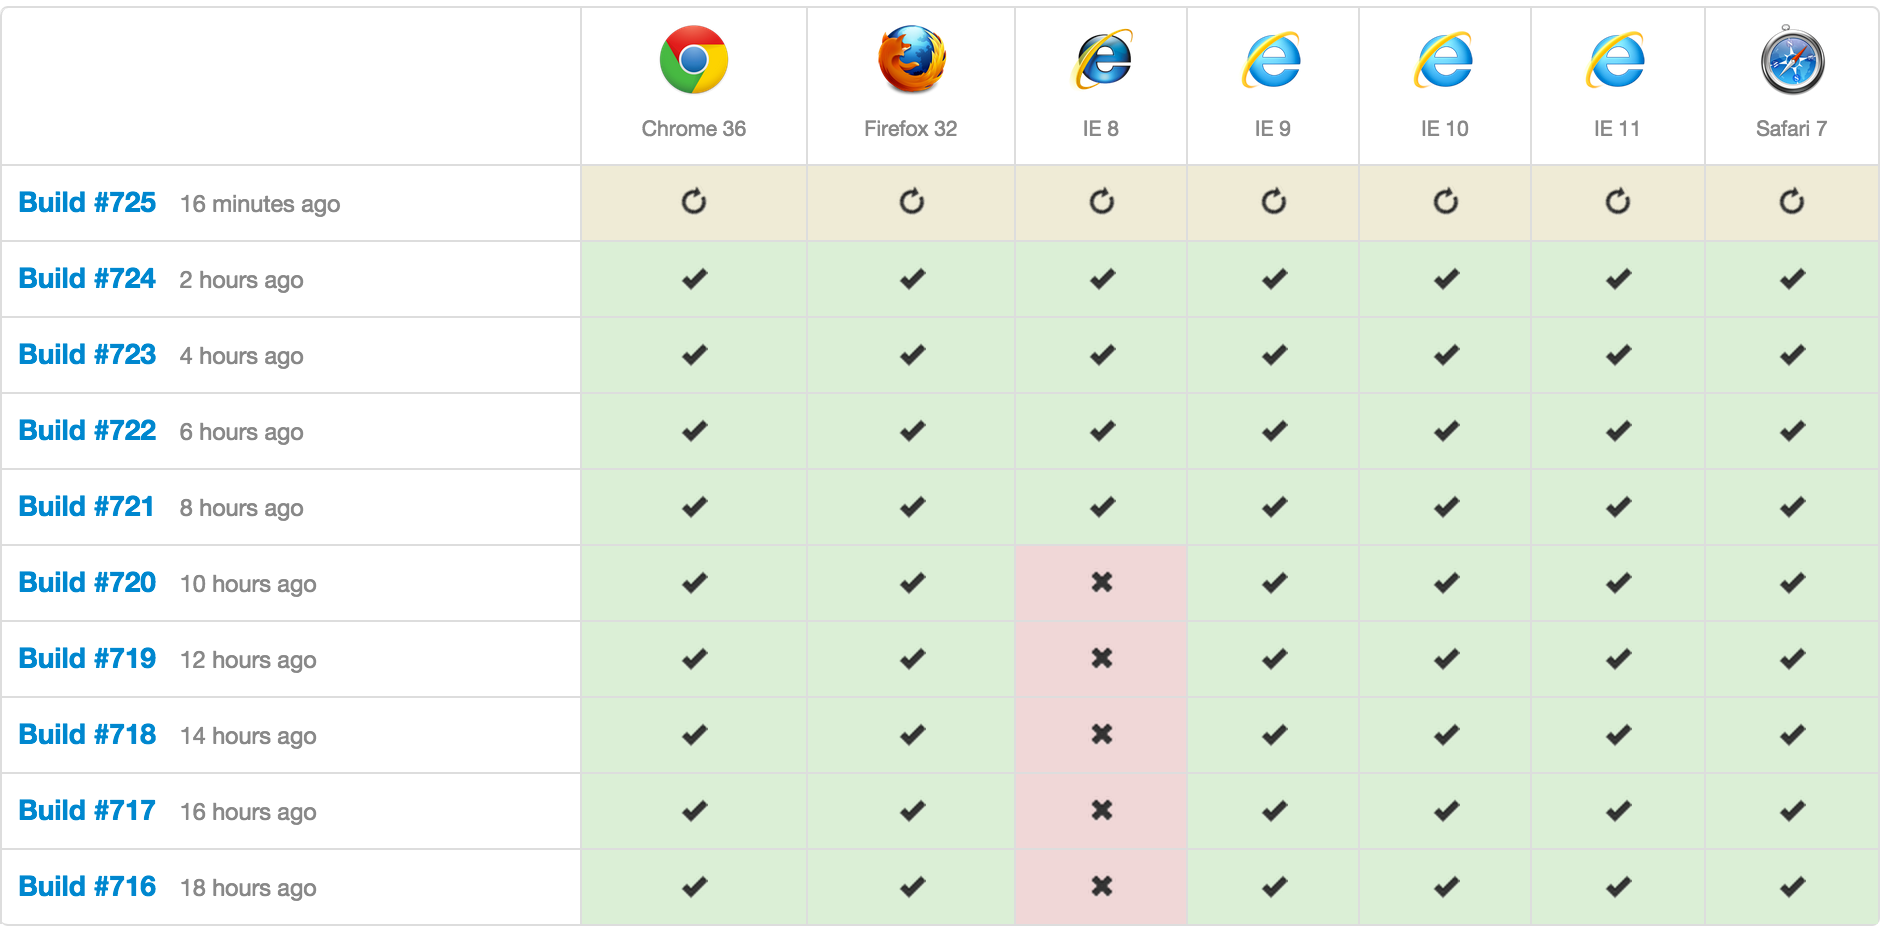 Chrome 36 Firefox 32 IE 8 IE 9 IE 10 IE 11 Safari 7
Build #725 16 minutes ago
Build #724 2 hours ago
Build #723 4 hours ago
Build #722 6 hours ago
Build #721 8 hours ago
Build #720 10 hours ago
Build #719 12 hours ago
Build #718 14 hours ago
Build #717 16 hours ago
Build #716 18 hours ago